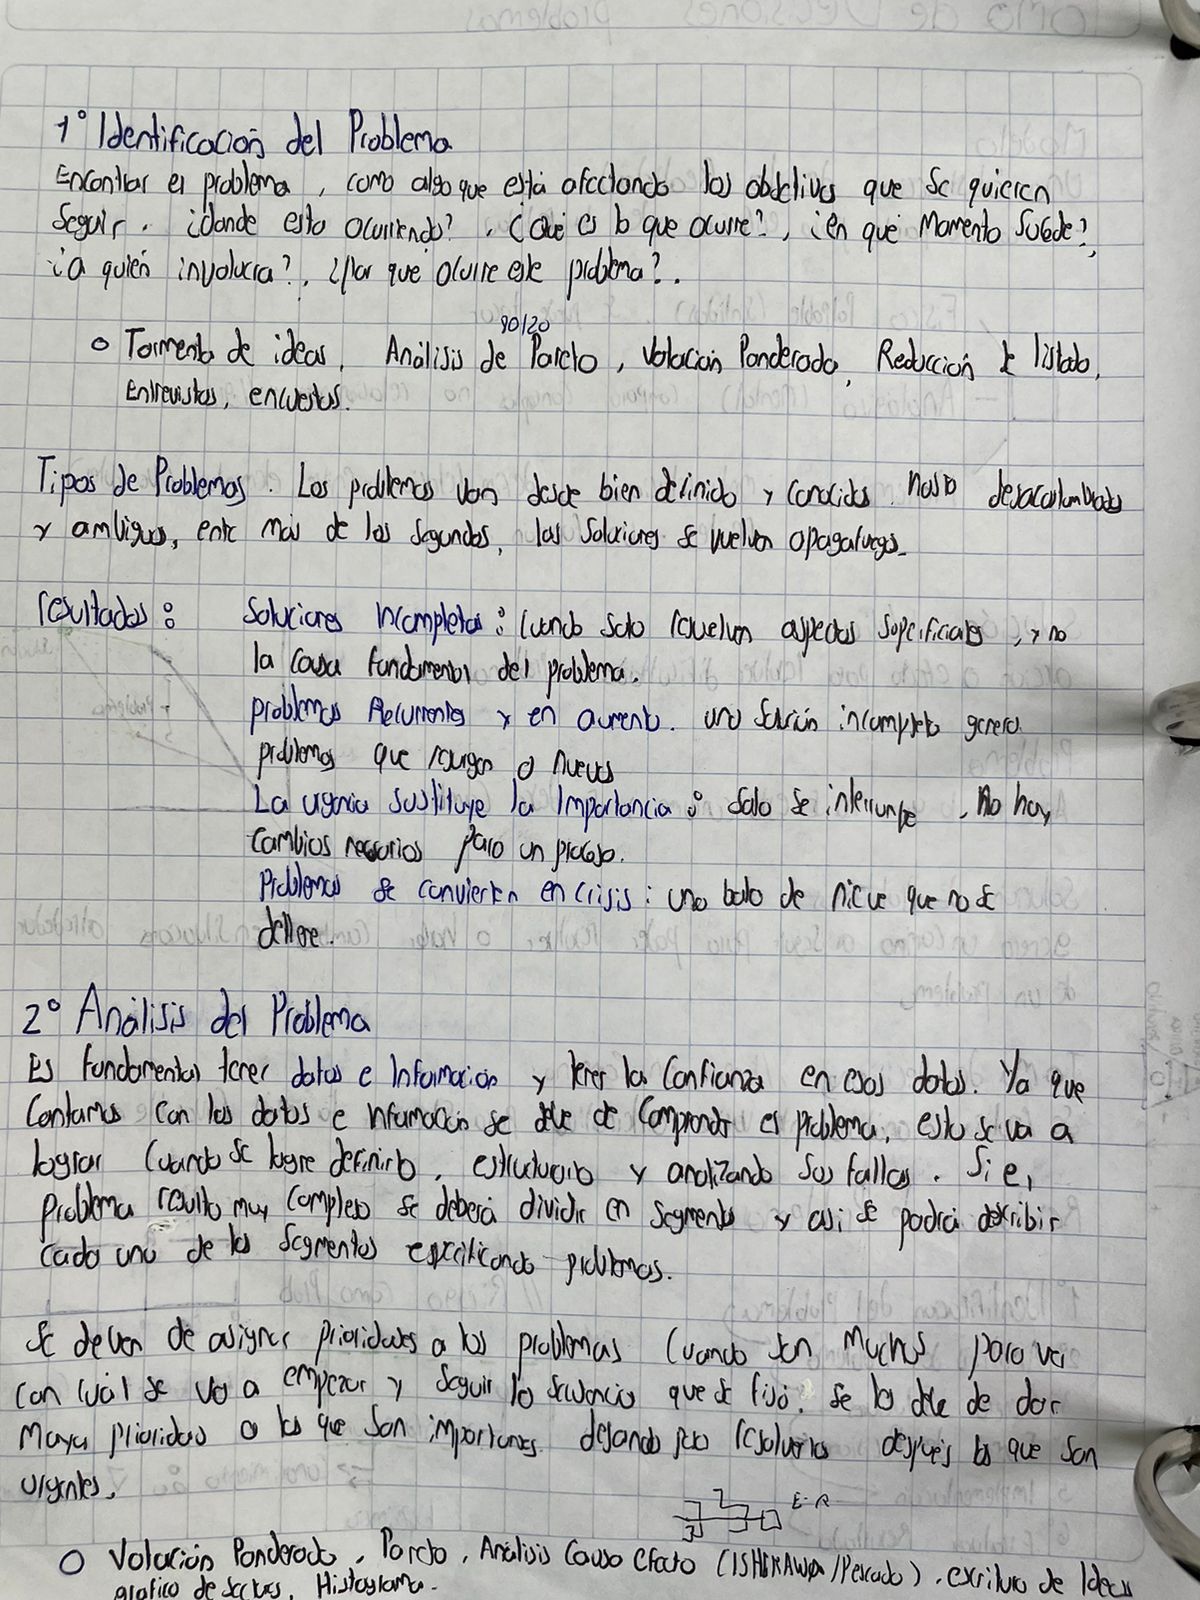 1° Identificación del Problema
Encontrar el problema, como algo que está afectando los objetivos que se quieren
seguir. ¿donde esta ocurriendo?, ¿Qué es lo que ocurre?, ¿en que Momento sucede?,
¿a quién involucra?, ¿por que ocurre este problema?.
90/20
o Tormenta de ideas, Análisis de Pareto, Votación Ponderada, Reducción de listado,
Entrevistas, encuestas.
Tipos de Problemas. Los problemas van desde bien definido y conocidos hasta desacostumbrados
y ambiguos, ente más de los segundos, las soluciones se vuelven apagafuegos.
resultados: Soluciones Incompletas: Cuando solo resuelven aspectos superficiales, y no
la causa fundamental del problema.
problemas Recurrentes y en aumento. una solución incompleta genera
problemas que resurgen o nuevos
La urgencia sustituye la Importancia: solo se interrumpe, No hay
Cambios necesarios para un proceso.
Problemas se convierten en crisis: una bola de nieve que no se
detiene.
2° Análisis del Problema
Es fundamental tener datos e Información y tener la Confianza en esos datos. Ya que
Contamos con los datos e información se debe de Comprender el problema, esto se va a
lograr Cuando se logre definirlo, estructurarlo y analizando sus fallas. Si el
Problema resulta muy complejo se deberá dividir en segmentos y asi se podrá describir
cada uno de los segmentos especificando problemas.
Se deven de asignar prioridades a los problemas Cuando son Muchos para ver
con cuál se va a empezar y seguir la secuencia que se fijó. se la debe de dar
Mayor prioridad a los que son importantes dejando para resolverlos después los que son
urgentes.
E-R
O Votación Ponderada, Pareto, Análisis Causa efecto (ISHIKAWA/Pescado), escritura de Ideas
grafico de sectores, Histograma.